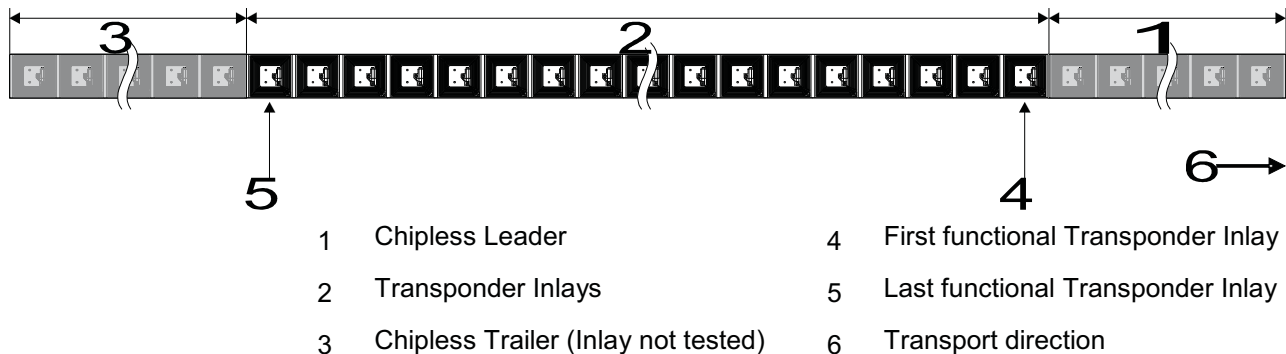 3 2 1
6
5 4
1 Chipless Leader 4 First functional Transponder Inlay
2 Transponder Inlays 5 Last functional Transponder Inlay
3 Chipless Trailer (Inlay not tested) 6 Transport direction